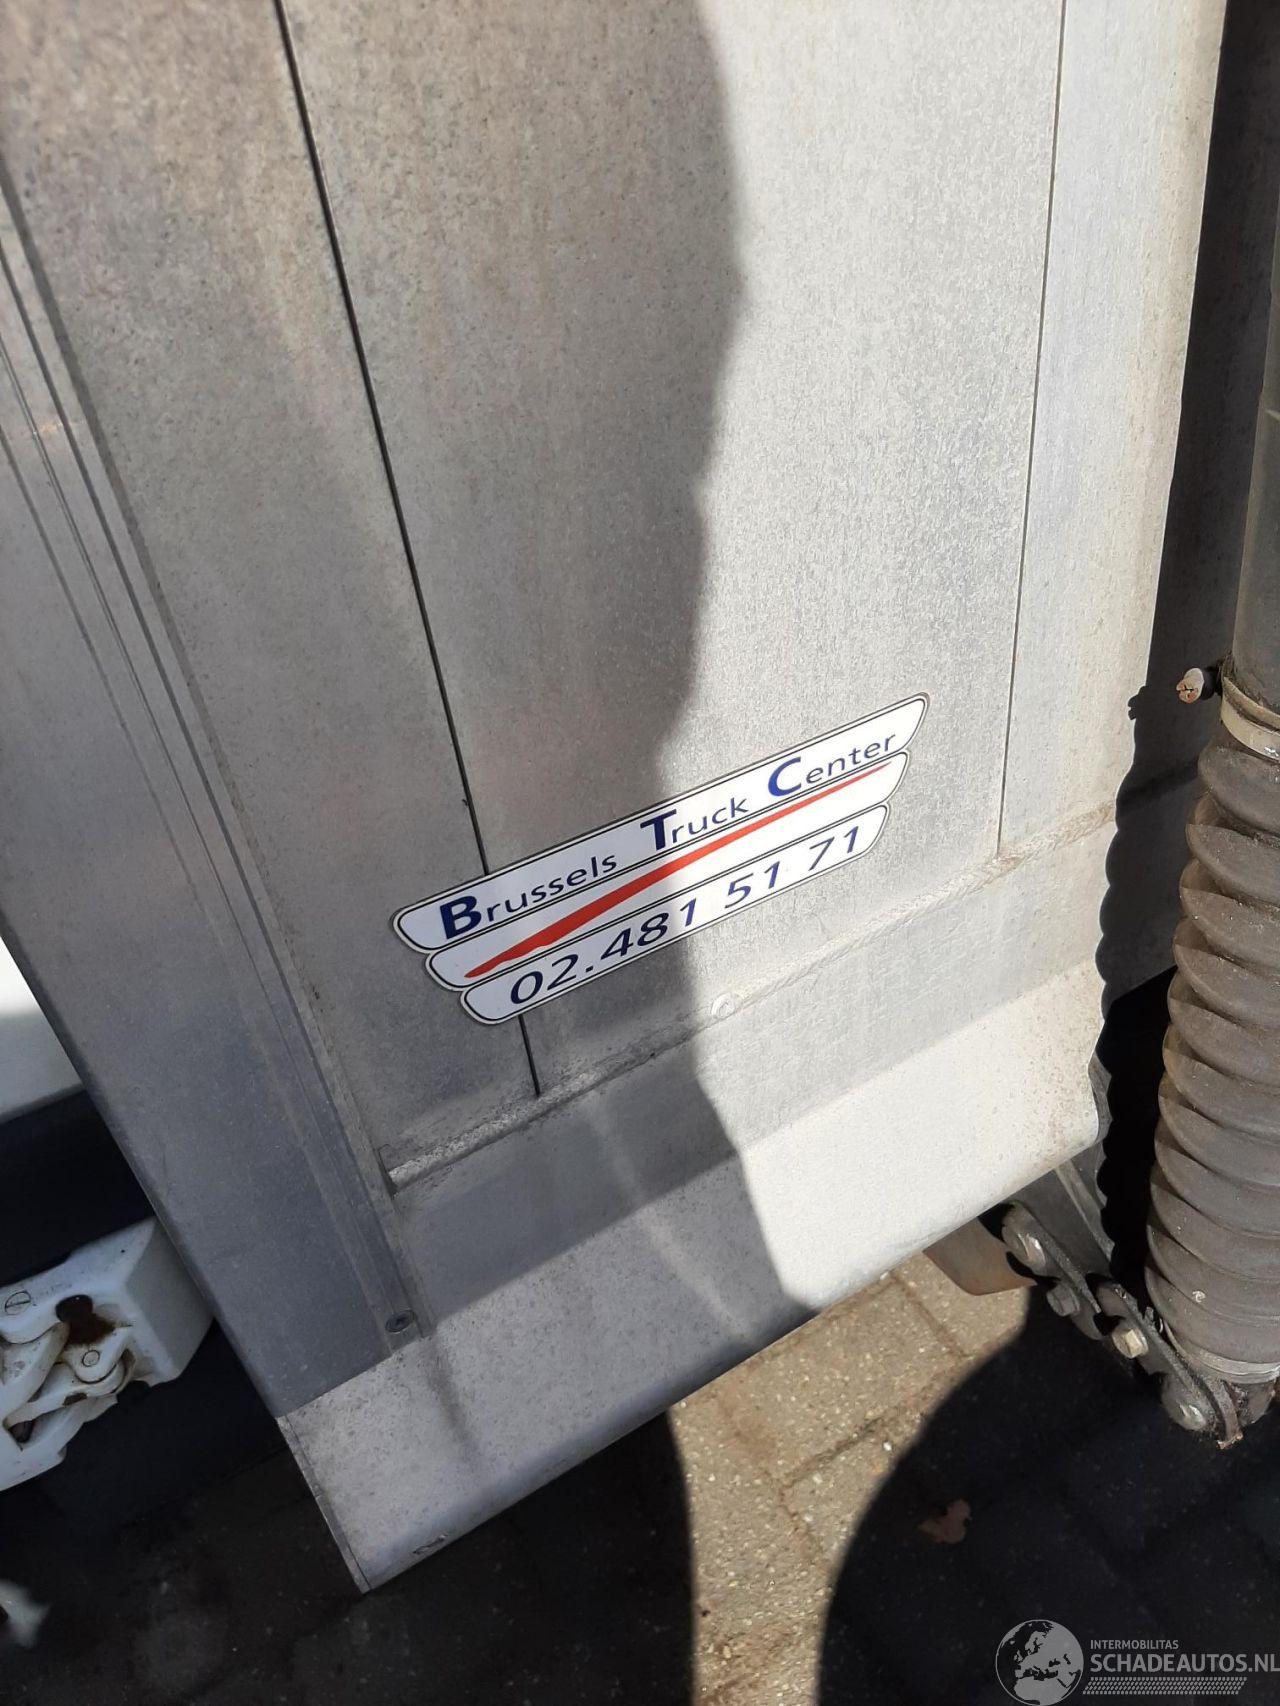 Brussels Truck Center
02.481 51 71
INTERMOBILITAS
SCHADEAUTOS.NL